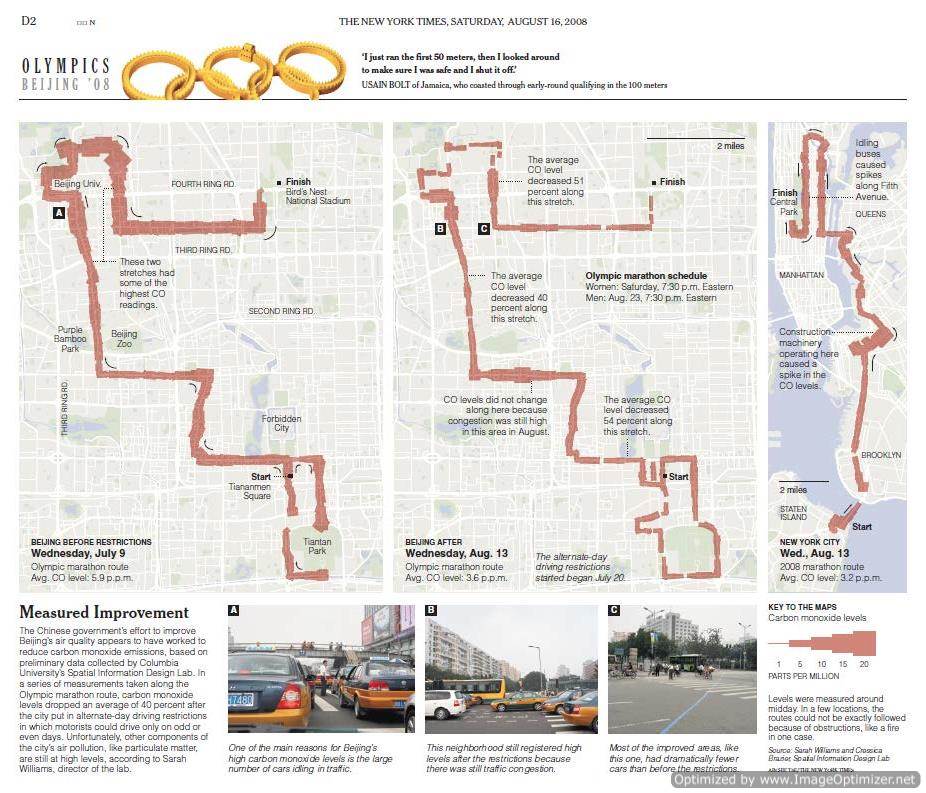 D2
N
THE NEW YORK TIMES, SATURDAY, AUGUST 16, 2008
OLYMPICS
BEIJING '08
'I just ran the first 50 meters, then I looked around
to make sure I was safe and I shut it off.'
USAIN BOLT of Jamaica, who coasted through early-round qualifying in the 100 meters
Beijing Univ.
A
FOURTH RING RD.
Finish
Bird's Nest
National Stadium
THIRD RING RD.
These two
stretches had
some of the
highest CO
readings.
SECOND RING RD.
Purple
Bamboo
Park
Beijing
Zoo
THIRD RING RD.
Forbidden
City
Start
Tiananmen
Square
Tiantan
Park
BEIJING BEFORE RESTRICTIONS
Wednesday, July 9
Olympic marathon route
Avg. CO level: 5.9 p.p.m.
2 miles
The average
CO level
decreased 51
percent along
this stretch.
Finish
B
C
The average
CO level
decreased 40
percent along
this stretch.
Olympic marathon schedule
Women: Saturday, 7:30 p.m. Eastern
Men: Aug. 23, 7:30 p.m. Eastern
CO levels did not change
along here because
congestion was still high
in this area in August.
The average CO
level decreased
54 percent along
this stretch.
Start
BEIJING AFTER
Wednesday, Aug. 13
Olympic marathon route
Avg. CO level: 3.6 p.p.m.
The alternate-day
driving restrictions
started began July 20.
Idling
buses
caused
spikes
along Fifth
Avenue.
Finish
Central
Park
QUEENS
MANHATTAN
Construction
machinery
operating here
caused a
spike in the
CO levels.
BROOKLYN
2 miles
STATEN
ISLAND
Start
NEW YORK CITY
Wed., Aug. 13
2008 marathon route
Avg. CO level: 3.2 p.p.m.
Measured Improvement
The Chinese government's effort to improve
Beijing's air quality appears to have worked to
reduce carbon monoxide emissions, based on
preliminary data collected by Columbia
University's Spatial Information Design Lab. In
a series of measurements taken along the
Olympic marathon route, carbon monoxide
levels dropped an average of 40 percent after
the city put in alternate-day driving restrictions
in which motorists could drive only on odd or
even days. Unfortunately, other components of
the city's air pollution, like particulate matter,
are still at high levels, according to Sarah
Williams, director of the lab.
A
One of the main reasons for Beijing's
high carbon monoxide levels is the large
number of cars idling in traffic.
B
This neighborhood still registered high
levels after the restrictions because
there was still traffic congestion.
C
Most of the improved areas, like
this one, had dramatically fewer
cars than before the restrictions.
KEY TO THE MAPS
Carbon monoxide levels
1 5 10 15 20
PARTS PER MILLION
Levels were measured around
midday. In a few locations, the
routes could not be exactly followed
because of obstructions, like a fire
in one case.
Source: Sarah Williams and
Spatial Information Design Lab
THE NEW YORK TIMES
Optimized by www.ImageOptimizer.net